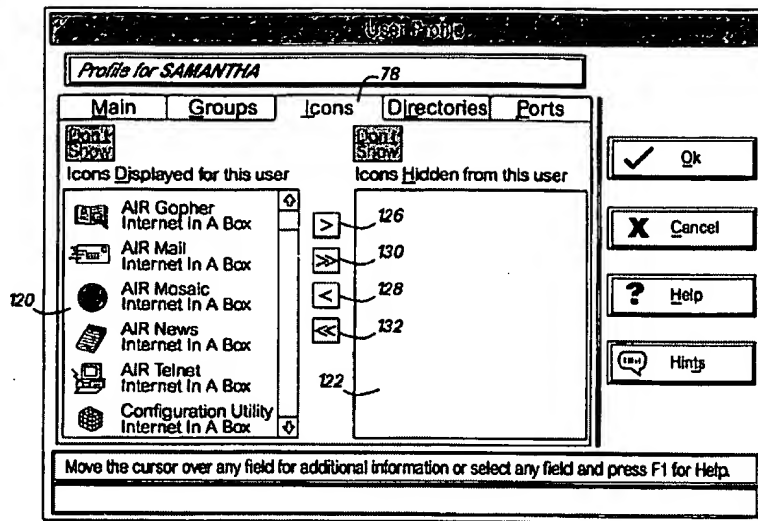 User Profile
Profile for SAMANTHA
78
Main Groups Icons Directories Ports
Don't Show
Don't Show
Icons Displayed for this user
Icons Hidden from this user
AIR Gopher
Internet In A Box
AIR Mail
Internet In A Box
AIR Mosaic
Internet In A Box
AIR News
Internet In A Box
AIR Telnet
Internet In A Box
Configuration Utility
Internet In A Box
120
>
126
>>
130
<
128
<<
132
122
Ok
X Cancel
? Help
Hints
Move the cursor over any field for additional information or select any field and press F1 for Help.